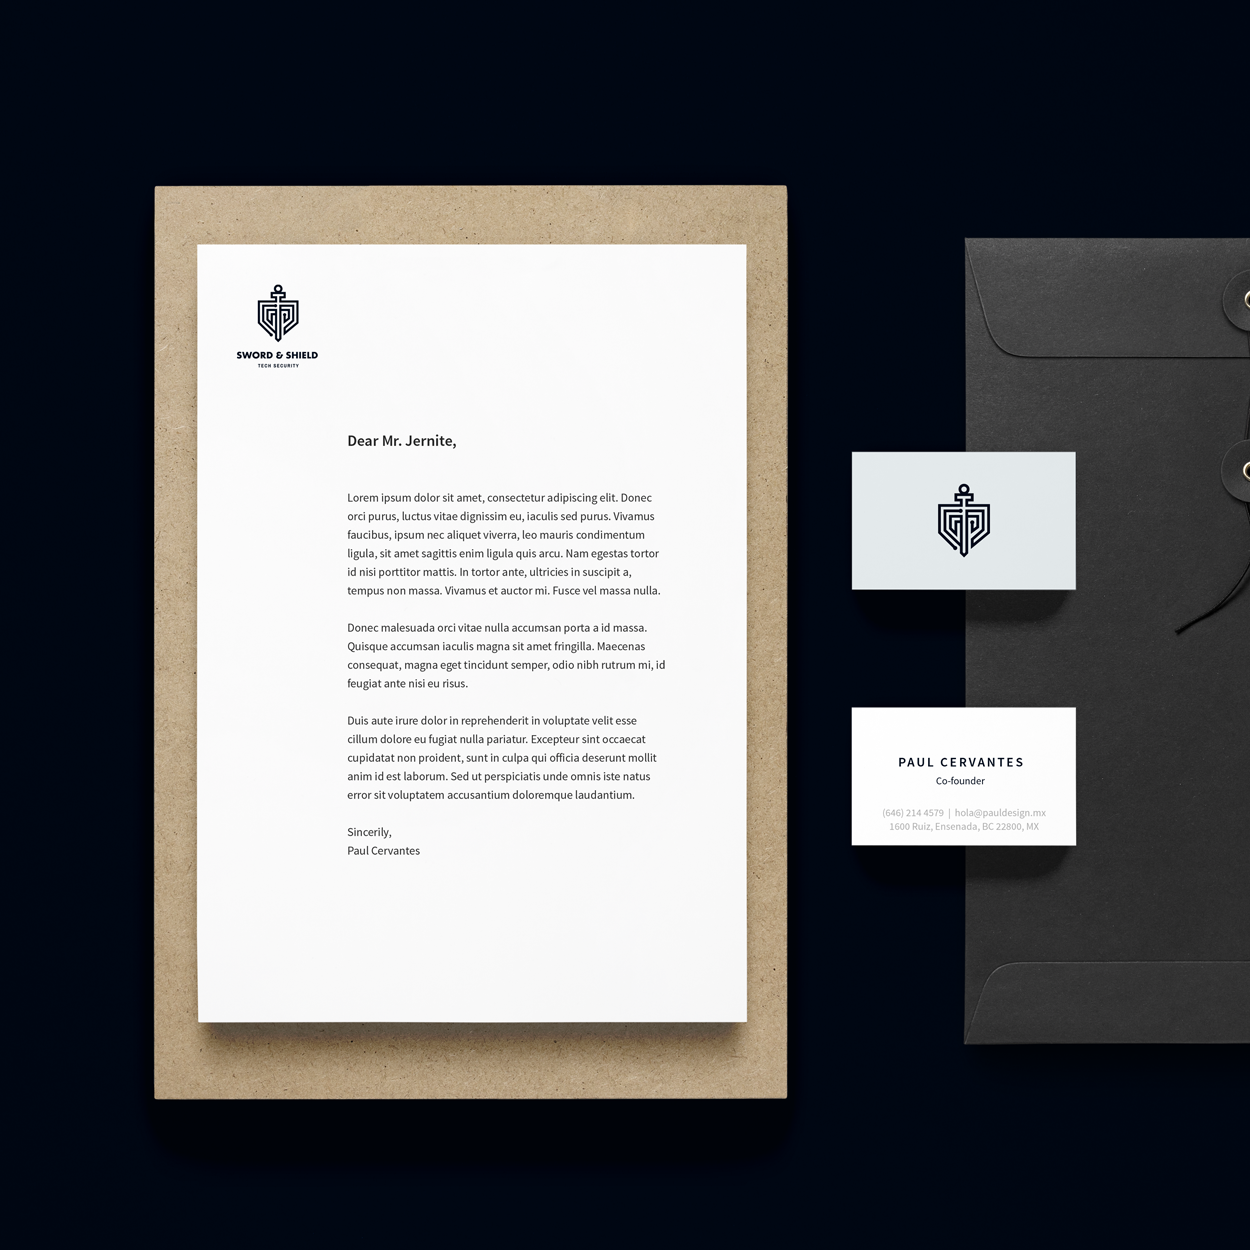 SWORD & SHIELD
TECH SECURITY
Dear Mr. Jernite,
Lorem ipsum dolor sit amet, consectetur adipiscing elit. Donec
orci purus, luctus vitae dignissim eu, iaculis sed purus. Vivamus
faucibus, ipsum nec aliquet viverra, leo mauris condimentum
ligula, sit amet sagittis enim ligula quis arcu. Nam egestas tortor
id nisi porttitor mattis. In tortor ante, ultricies in suscipit a,
tempus non massa. Vivamus et auctor mi. Fusce vel massa nulla.
Donec malesuada orci vitae nulla accumsan porta a id massa.
Quisque accumsan iaculis magna sit amet fringilla. Maecenas
consequat, magna eget tincidunt semper, odio nibh rutrum mi, id
feugiat ante nisi eu risus.
Duis aute irure dolor in reprehenderit in voluptate velit esse
cillum dolore eu fugiat nulla pariatur. Excepteur sint occaecat
cupidatat non proident, sunt in culpa qui officia deserunt mollit
anim id est laborum. Sed ut perspiciatis unde omnis iste natus
error sit voluptatem accusantium doloremque laudantium.
Sincerily,
Paul Cervantes
PAUL CERVANTES
Co-founder
(646) 214 4579 | hola@pauldesign.mx
1600 Ruíz, Ensenada, BC 22800, MX